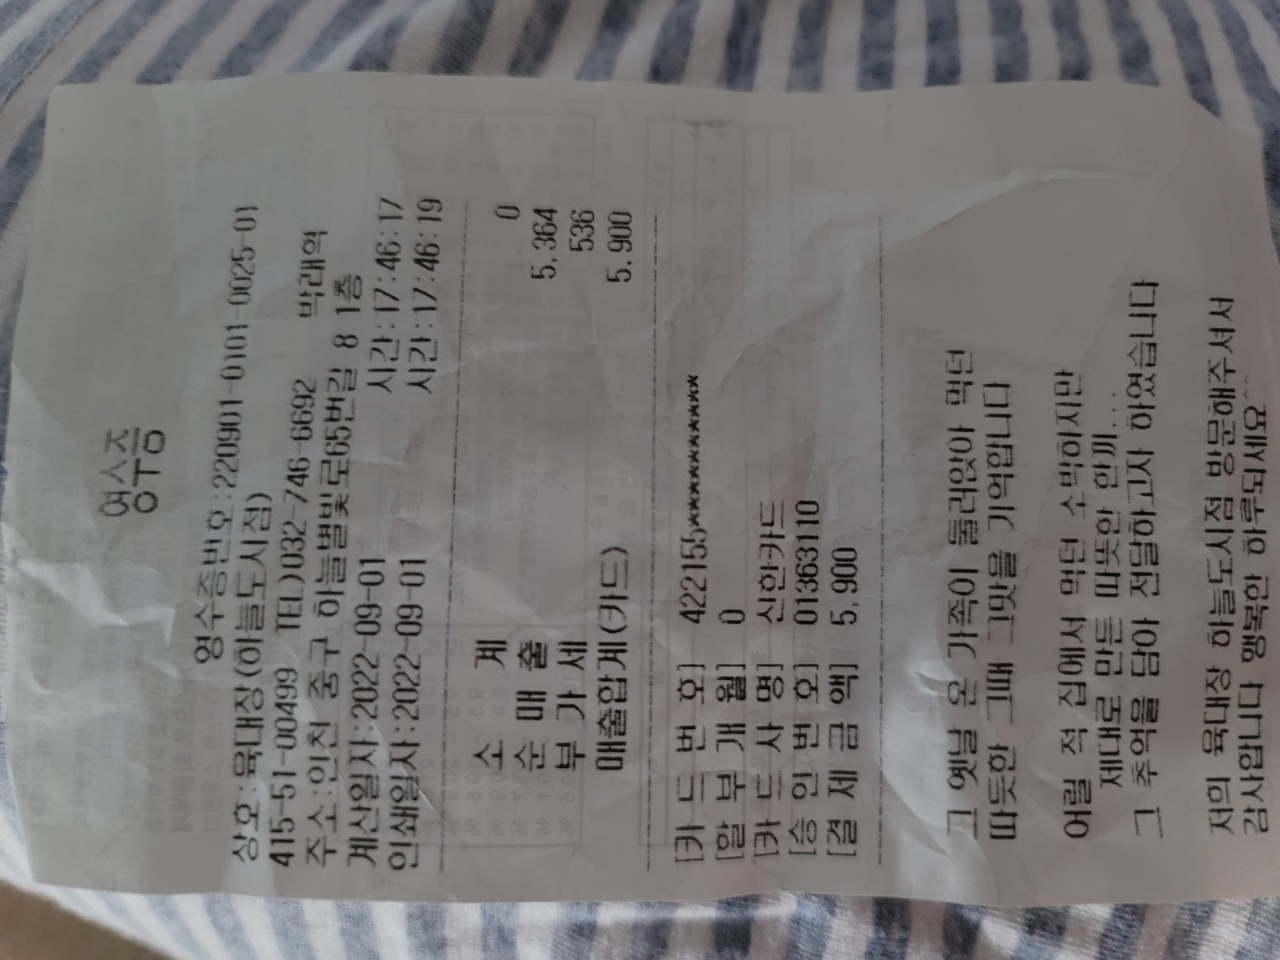 영수증
영수증번호:220901-0101-0025-01
상호:육대장(하늘도시점)
415-51-00499 TEL)032-746-6692 박래혁
주소:인천 중구 하늘별빛로65번길 8 1층
계산일자:2022-09-01 시간:17:46:17
인쇄일자:2022-09-01 시간:17:46:19
소 계 0
순 매 출 5,364
부 가 세 536
매출합계(카드) 5,900
[카 드 번 호] 422155**********
[할 부 개 월] 0
[카 드 사 명] 신한카드
[승 인 번 호] 01363110
[결 제 금 액] 5,900
그 옛날 온 가족이 둘러앉아 먹던
따듯한 그때 그맛을 기억합니다
어릴 적 집에서 먹던 소박하지만
제대로 만든 따뜻한 한끼...
그 추억을 담아 전달하고자 하였습니다
저의 육대장 하늘도시점 방문해주셔서
감사합니다 행복한 하루되세요^^